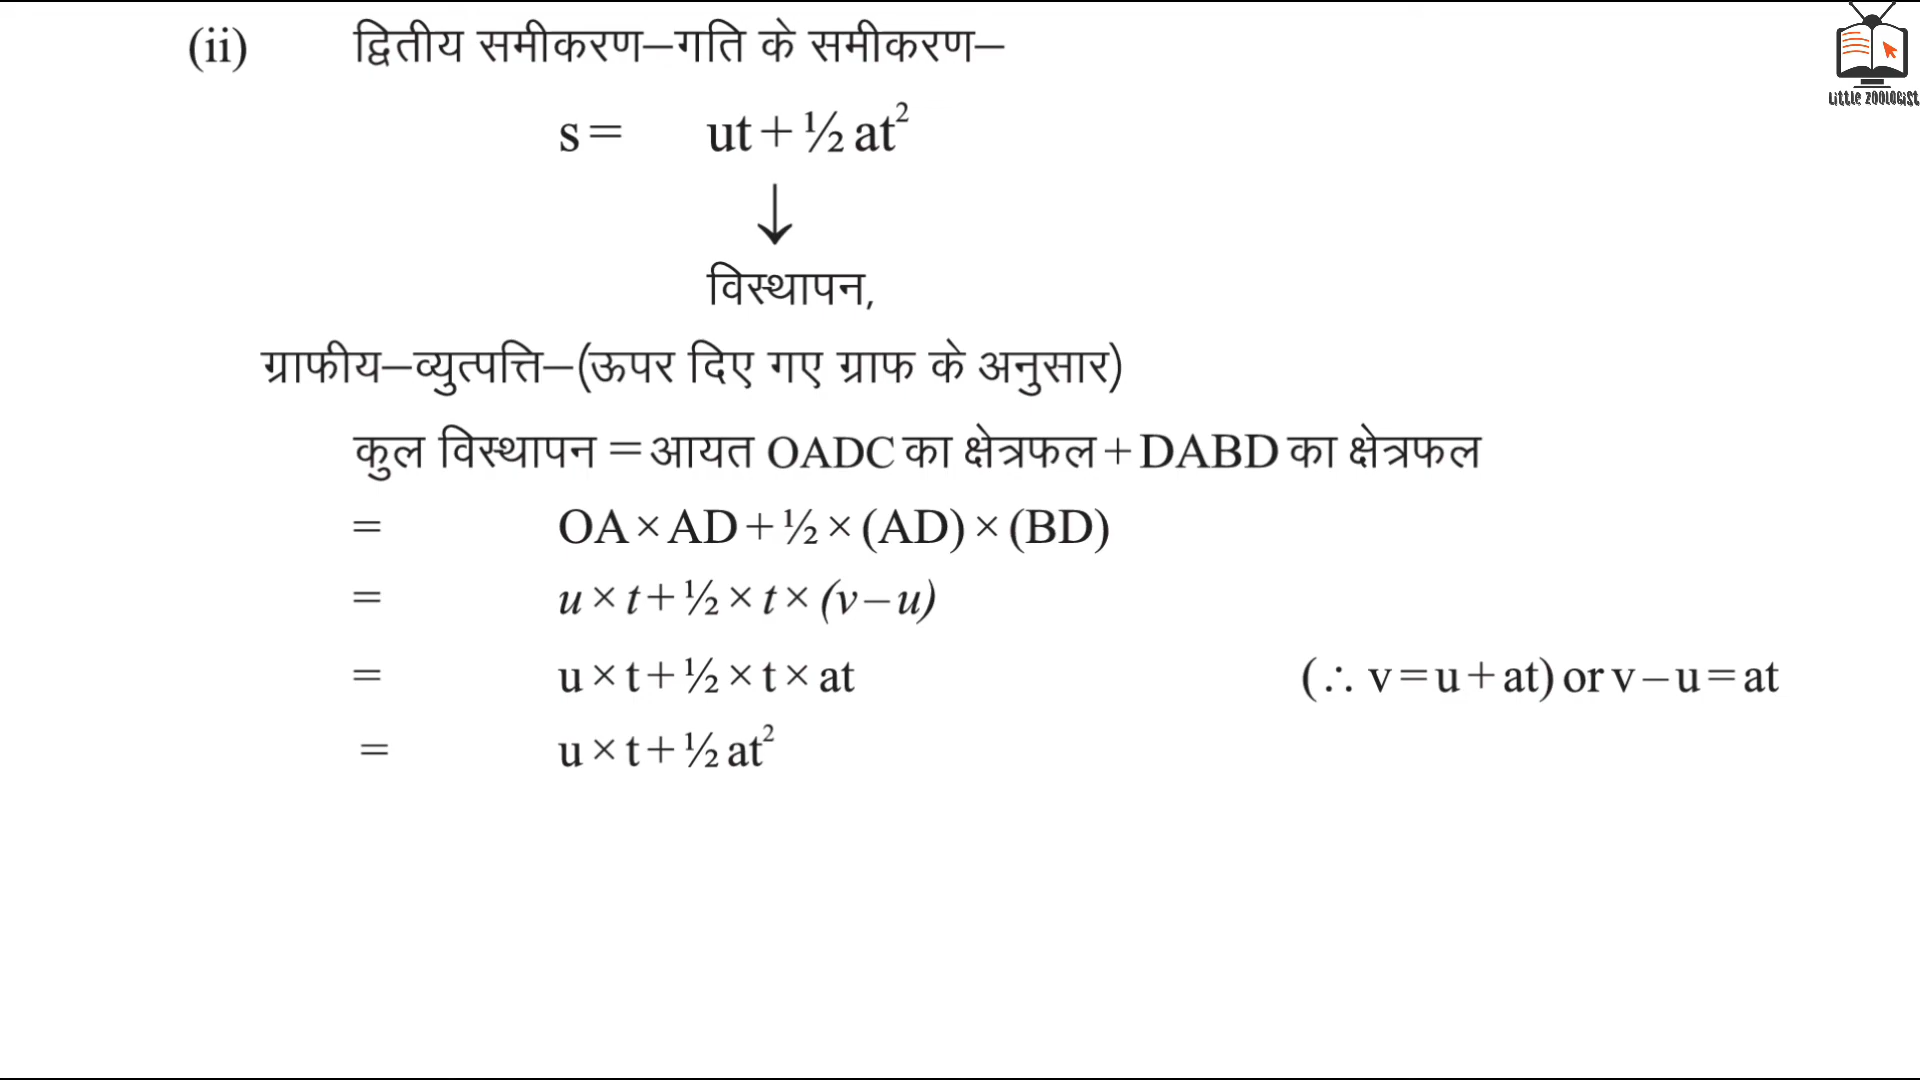 (ii) द्वितीय समीकरण–गति के समीकरण–
s = ut + ½ at²
↓
विस्थापन,
ग्राफीय–व्युत्पत्ति–(ऊपर दिए गए ग्राफ के अनुसार)
कुल विस्थापन = आयत OADC का क्षेत्रफल + DABD का क्षेत्रफल
= OA × AD + ½ × (AD) × (BD)
= u × t + ½ × t × (v – u)
= u × t + ½ × t × at (∴ v = u + at) or v – u = at
= u × t + ½ at²
Little ZOOLOGIST